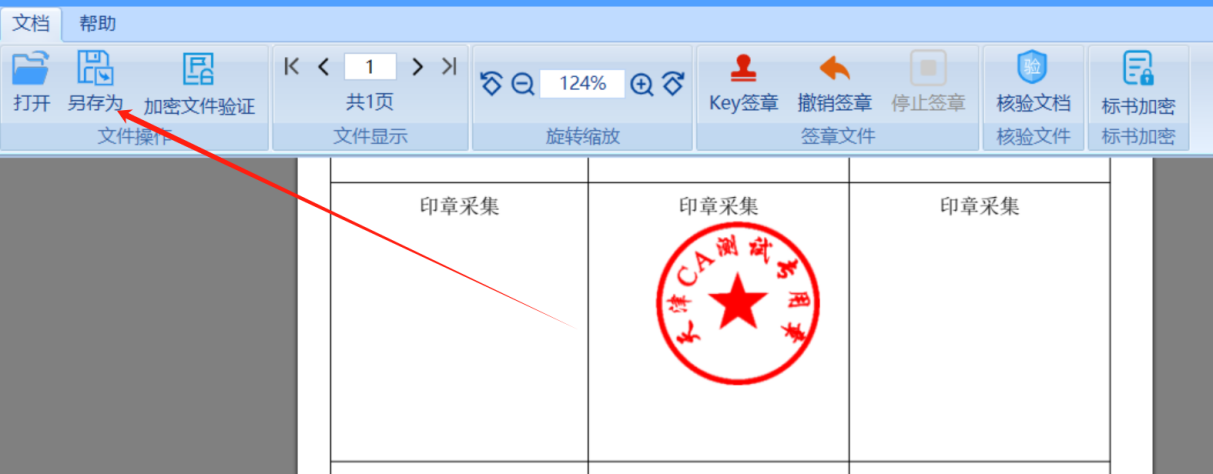 文档 帮助
打开 另存为 加密文件验证
文件操作
1
共1页
文件显示
124%
旋转缩放
Key签章 撤销签章 停止签章
签章文件
验
核验文档
核验文件
标书加密
标书加密
印章采集 印章采集 印章采集
天津CA测试专用章